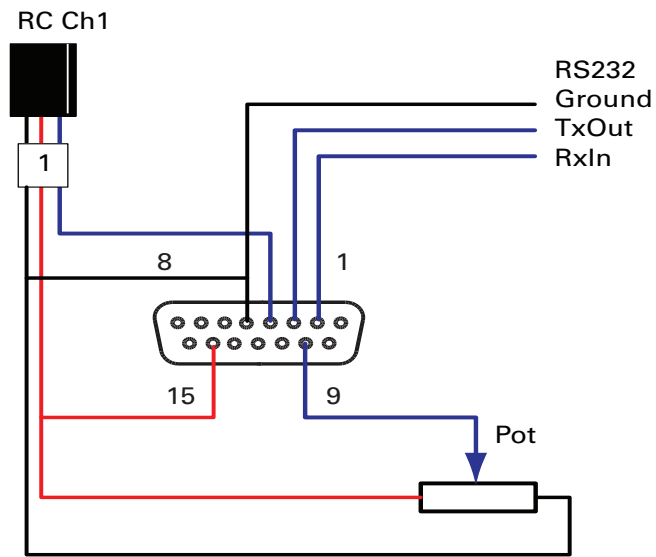 RC Ch1
RS232
Ground
TxOut
RxIn
1
8
1
15
9
Pot